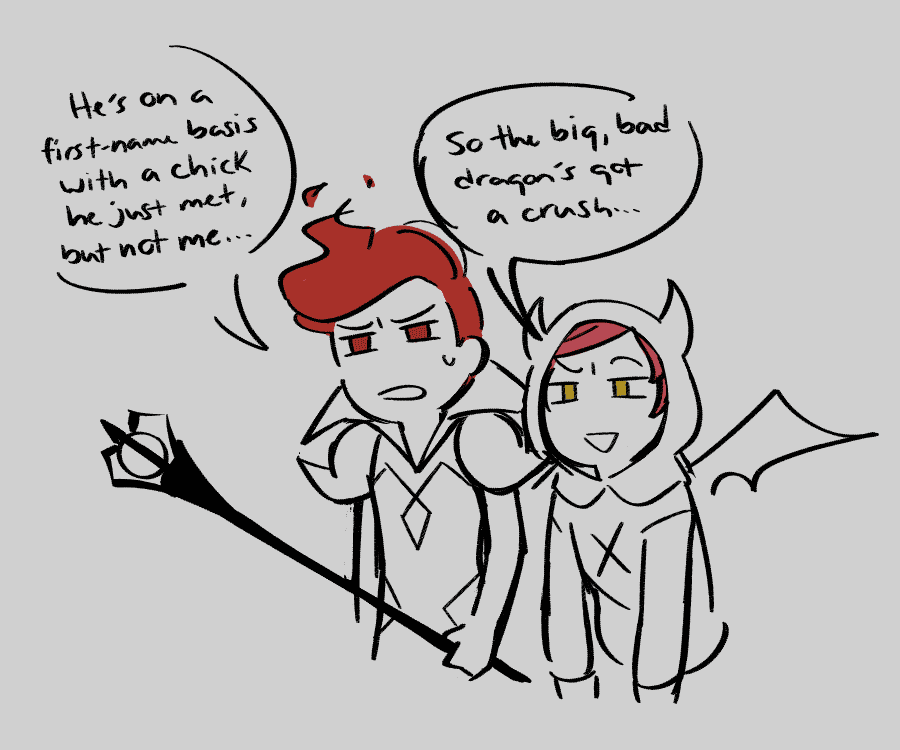 He's on a
first-name basis
with a chick
he just met,
but not me...
So the big, bad
dragon's got
a crush...